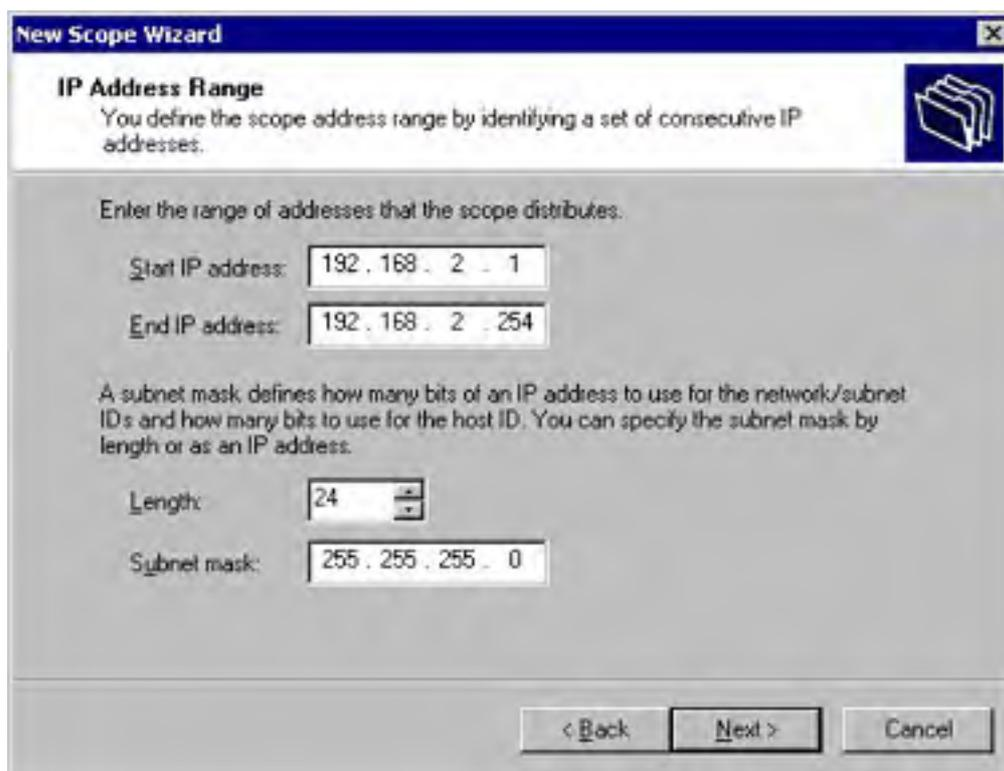 New Scope Wizard
IP Address Range
You define the scope address range by identifying a set of consecutive IP
addresses.
Enter the range of addresses that the scope distributes.
Start IP address: 192 . 168 . 2 . 1
End IP address: 192 . 168 . 2 . 254
A subnet mask defines how many bits of an IP address to use for the network/subnet
IDs and how many bits to use for the host ID. You can specify the subnet mask by
length or as an IP address.
Length: 24
Subnet mask: 255 . 255 . 255 . 0
< Back Next > Cancel